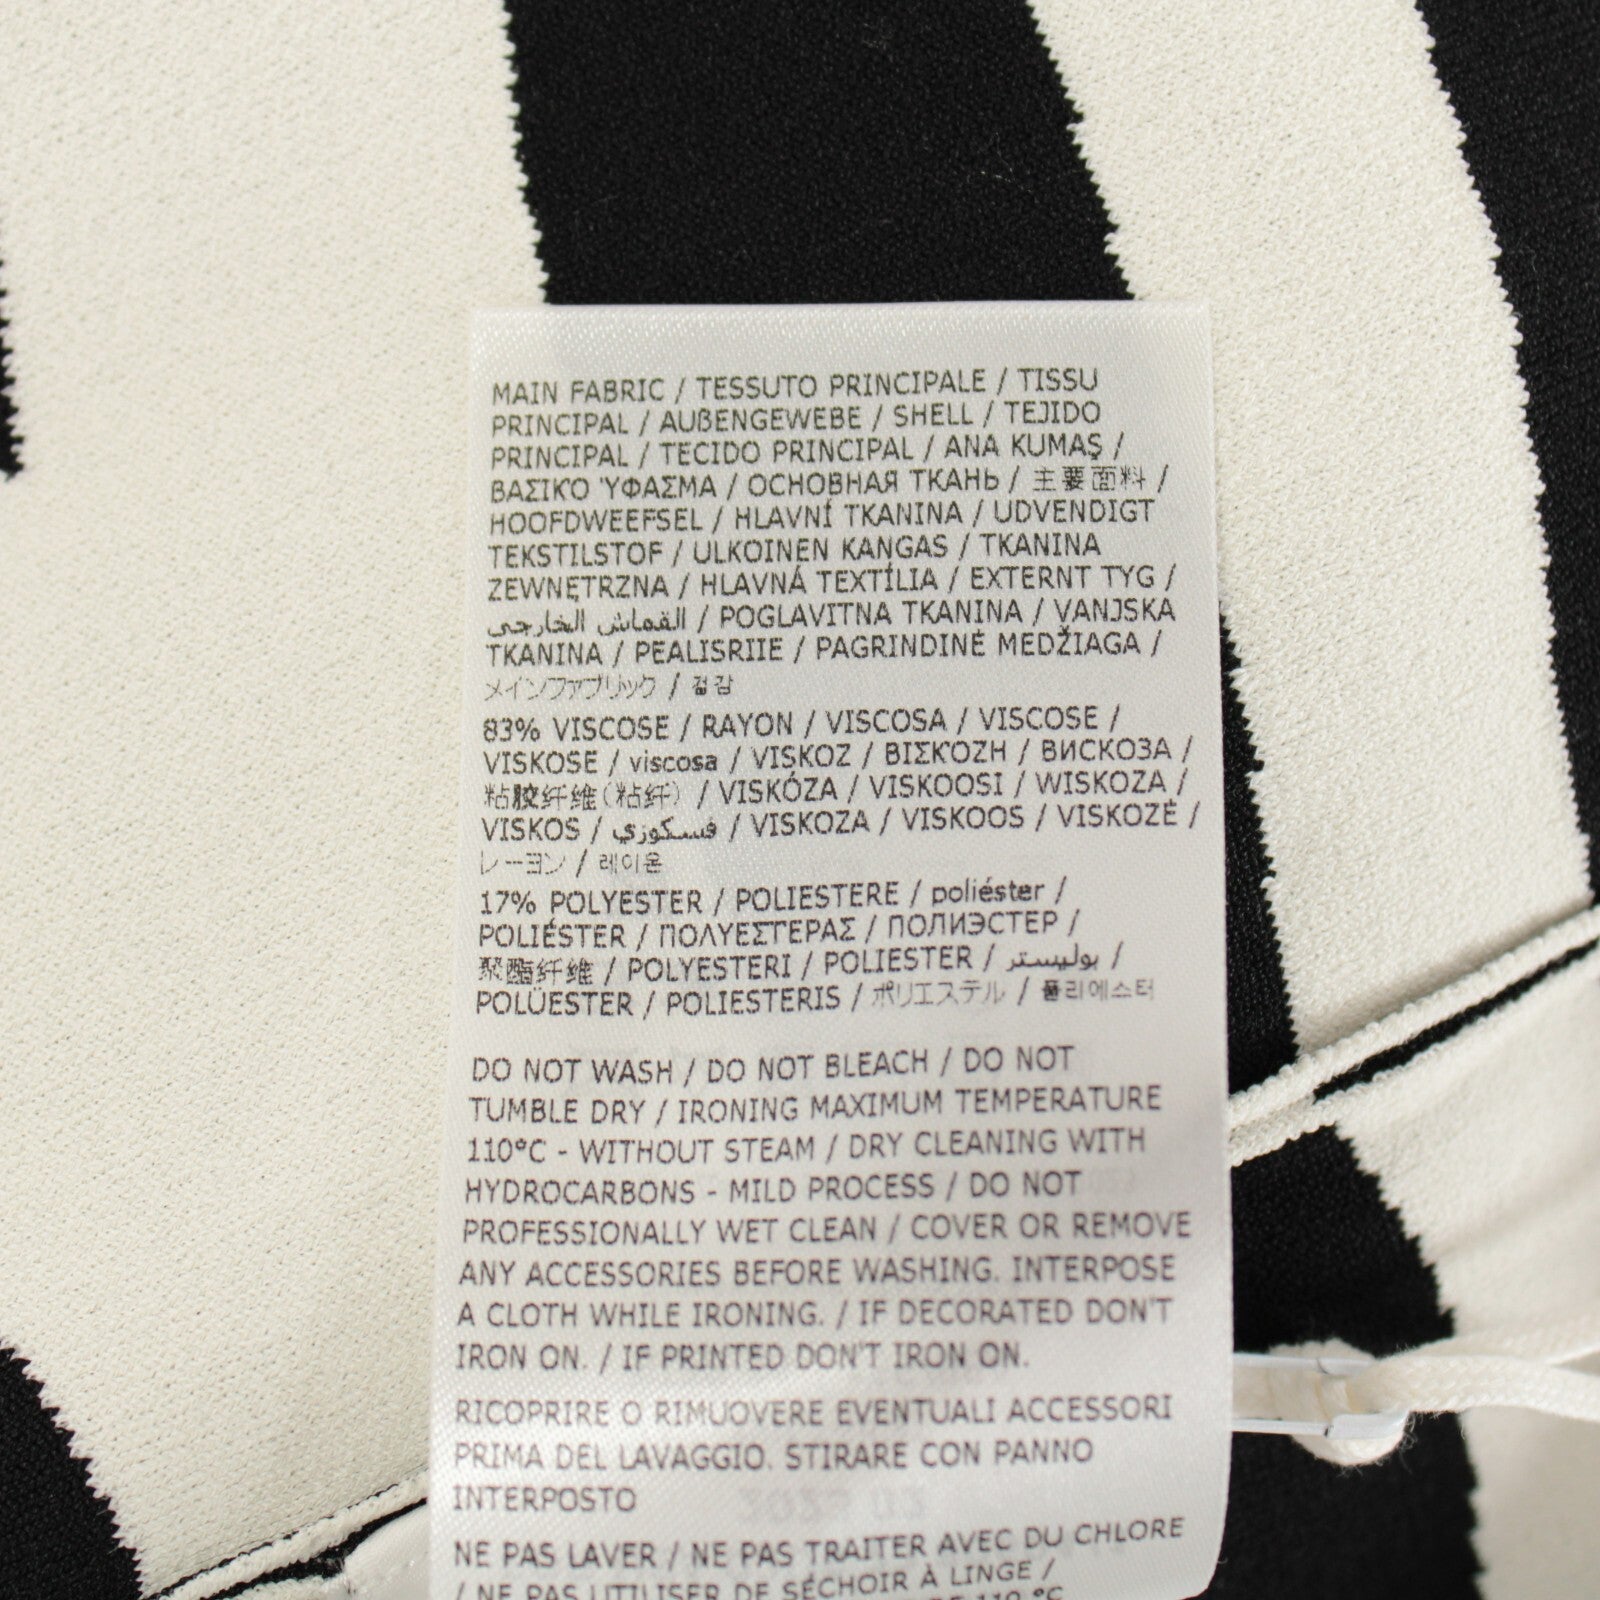 MAIN FABRIC / TESSUTO PRINCIPALE / TISSU
PRINCIPAL / AUßENGEWEBE / SHELL / TEJIDO
PRINCIPAL / TECIDO PRINCIPAL / ANA KUMAŞ /
ΒΑΣΙΚΌ ΎΦΑΣΜΑ / ОСНОВНАЯ ТКАНЬ / 主要面料 /
HOOFDWEEFSEL / HLAVNÍ TKANINA / UDVENDIGT
TEKSTILSTOF / ULKOINEN KANGAS / TKANINA
ZEWNĘTRZNA / HLAVNÁ TEXTÍLIA / EXTERNT TYG /
القماش الخارجي / POGLAVITNA TKANINA / VANJSKA
TKANINA / PEALISRIIE / PAGRINDINĖ MEDŽIAGA /
メインファブリック / 겉감
83% VISCOSE / RAYON / VISCOSA / VISCOSE /
VISKOSE / viscosa / VISKOZ / ΒΙΣΚΌΖΗ / ВИСКОЗА /
粘胶纤维(粘纤) / VISKÓZA / VISKOOSI / WISKOZA /
VISKOS / فسكوزي / VISKOZA / VISKOOS / VISKOZĖ /
レーヨン / 레이온
17% POLYESTER / POLIESTERE / poliéster /
POLIÉSTER / ΠΟΛΥΕΣΤΕΡΑΣ / ПОЛИЭСТЕР /
聚酯纤维 / POLYESTERI / POLIESTER / بوليستر /
POLÜESTER / POLIESTERIS / ポリエステル / 폴리에스터
DO NOT WASH / DO NOT BLEACH / DO NOT
TUMBLE DRY / IRONING MAXIMUM TEMPERATURE
110°C - WITHOUT STEAM / DRY CLEANING WITH
HYDROCARBONS - MILD PROCESS / DO NOT
PROFESSIONALLY WET CLEAN / COVER OR REMOVE
ANY ACCESSORIES BEFORE WASHING. INTERPOSE
A CLOTH WHILE IRONING. / IF DECORATED DON'T
IRON ON. / IF PRINTED DON'T IRON ON.
RICOPRIRE O RIMUOVERE EVENTUALI ACCESSORI
PRIMA DEL LAVAGGIO. STIRARE CON PANNO
INTERPOSTO
NE PAS LAVER / NE PAS TRAITER AVEC DU CHLORE
/ NE PAS UTILISER DE SÉCHOIR À LINGE /
DE 110 °C